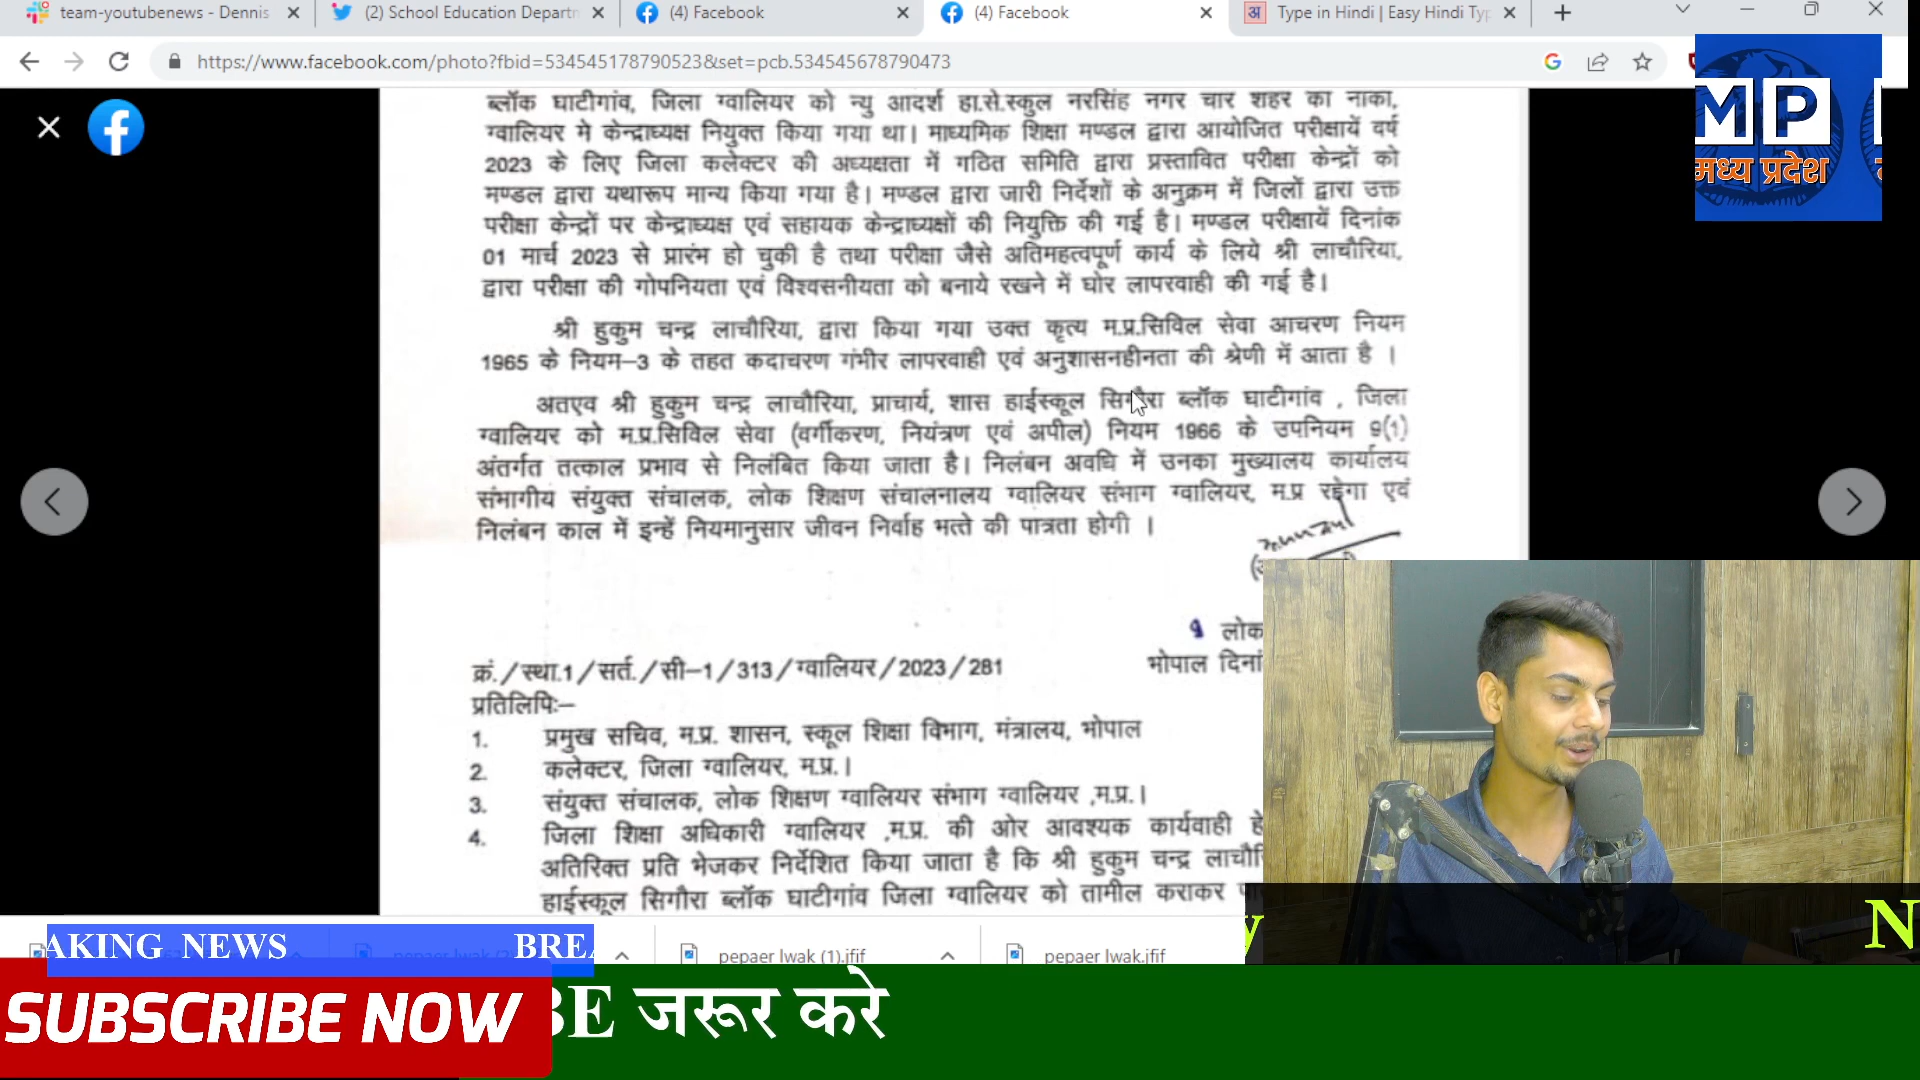 team-youtubenews - Dennis
(2) School Education Departm
(4) Facebook
(4) Facebook
Type in Hindi | Easy Hindi Typ
https://www.facebook.com/photo?fbid=534545178790523&set=pcb.534545678790473
MP
मध्य प्रदेश
ब्लॉक घाटीगांव, जिला ग्वालियर को न्यु आदर्श हा.से.स्कुल नरसिंह नगर चार शहर का नाका,
ग्वालियर मे केन्द्राध्यक्ष नियुक्त किया गया था। माध्यमिक शिक्षा मण्डल द्वारा आयोजित परीक्षायें वर्ष
2023 के लिए जिला कलेक्टर की अध्यक्षता में गठित समिति द्वारा प्रस्तावित परीक्षा केन्द्रों को
मण्डल द्वारा यथारूप मान्य किया गया है। मण्डल द्वारा जारी निर्देशों के अनुक्रम में जिलों द्वारा उक्त
परीक्षा केन्द्रों पर केन्द्राध्यक्ष एवं सहायक केन्द्राध्यक्षों की नियुक्ति की गई है। मण्डल परीक्षायें दिनांक
01 मार्च 2023 से प्रारंभ हो चुकी है तथा परीक्षा जैसे अतिमहत्वपूर्ण कार्य के लिये श्री लाचौरिया,
द्वारा परीक्षा की गोपनियता एवं विश्वसनीयता को बनाये रखने में घोर लापरवाही की गई है।
श्री हुकुम चन्द्र लाचौरिया, द्वारा किया गया उक्त कृत्य म.प्र.सिविल सेवा आचरण नियम
1965 के नियम–3 के तहत कदाचरण गंभीर लापरवाही एवं अनुशासनहीनता की श्रेणी में आता है ।
अतएव श्री हुकुम चन्द्र लाचौरिया, प्राचार्य, शास हाईस्कूल सिगौरा ब्लॉक घाटीगांव , जिला
ग्वालियर को म.प्र.सिविल सेवा (वर्गीकरण, नियंत्रण एवं अपील) नियम 1966 के उपनियम 9(1)
अंतर्गत तत्काल प्रभाव से निलंबित किया जाता है। निलंबन अवधि में उनका मुख्यालय कार्यालय
संभागीय संयुक्त संचालक, लोक शिक्षण संचालनालय ग्वालियर संभाग ग्वालियर, म.प्र रहेगा एवं
निलंबन काल में इन्हें नियमानुसार जीवन निर्वाह भत्ते की पात्रता होगी ।
लोक
क्रं./स्था.1/सर्त./सी–1/313/ग्वालियर/2023/281
भोपाल दिनां
प्रतिलिपिः–
1. प्रमुख सचिव, म.प्र. शासन, स्कूल शिक्षा विभाग, मंत्रालय, भोपाल
2. कलेक्टर, जिला ग्वालियर, म.प्र.।
3. संयुक्त संचालक, लोक शिक्षण ग्वालियर संभाग ग्वालियर ,म.प्र.।
4. जिला शिक्षा अधिकारी ग्वालियर ,म.प्र. की ओर आवश्यक कार्यवाही हे
अतिरिक्त प्रति भेजकर निर्देशित किया जाता है कि श्री हुकुम चन्द्र लाचौरि
हाईस्कूल सिगौरा ब्लॉक घाटीगांव जिला ग्वालियर को तामील कराकर
AKING NEWS BREA
pepaer lwak (1).jfif
pepaer lwak.jfif
y N
SUBSCRIBE NOW
BE जरूर करे